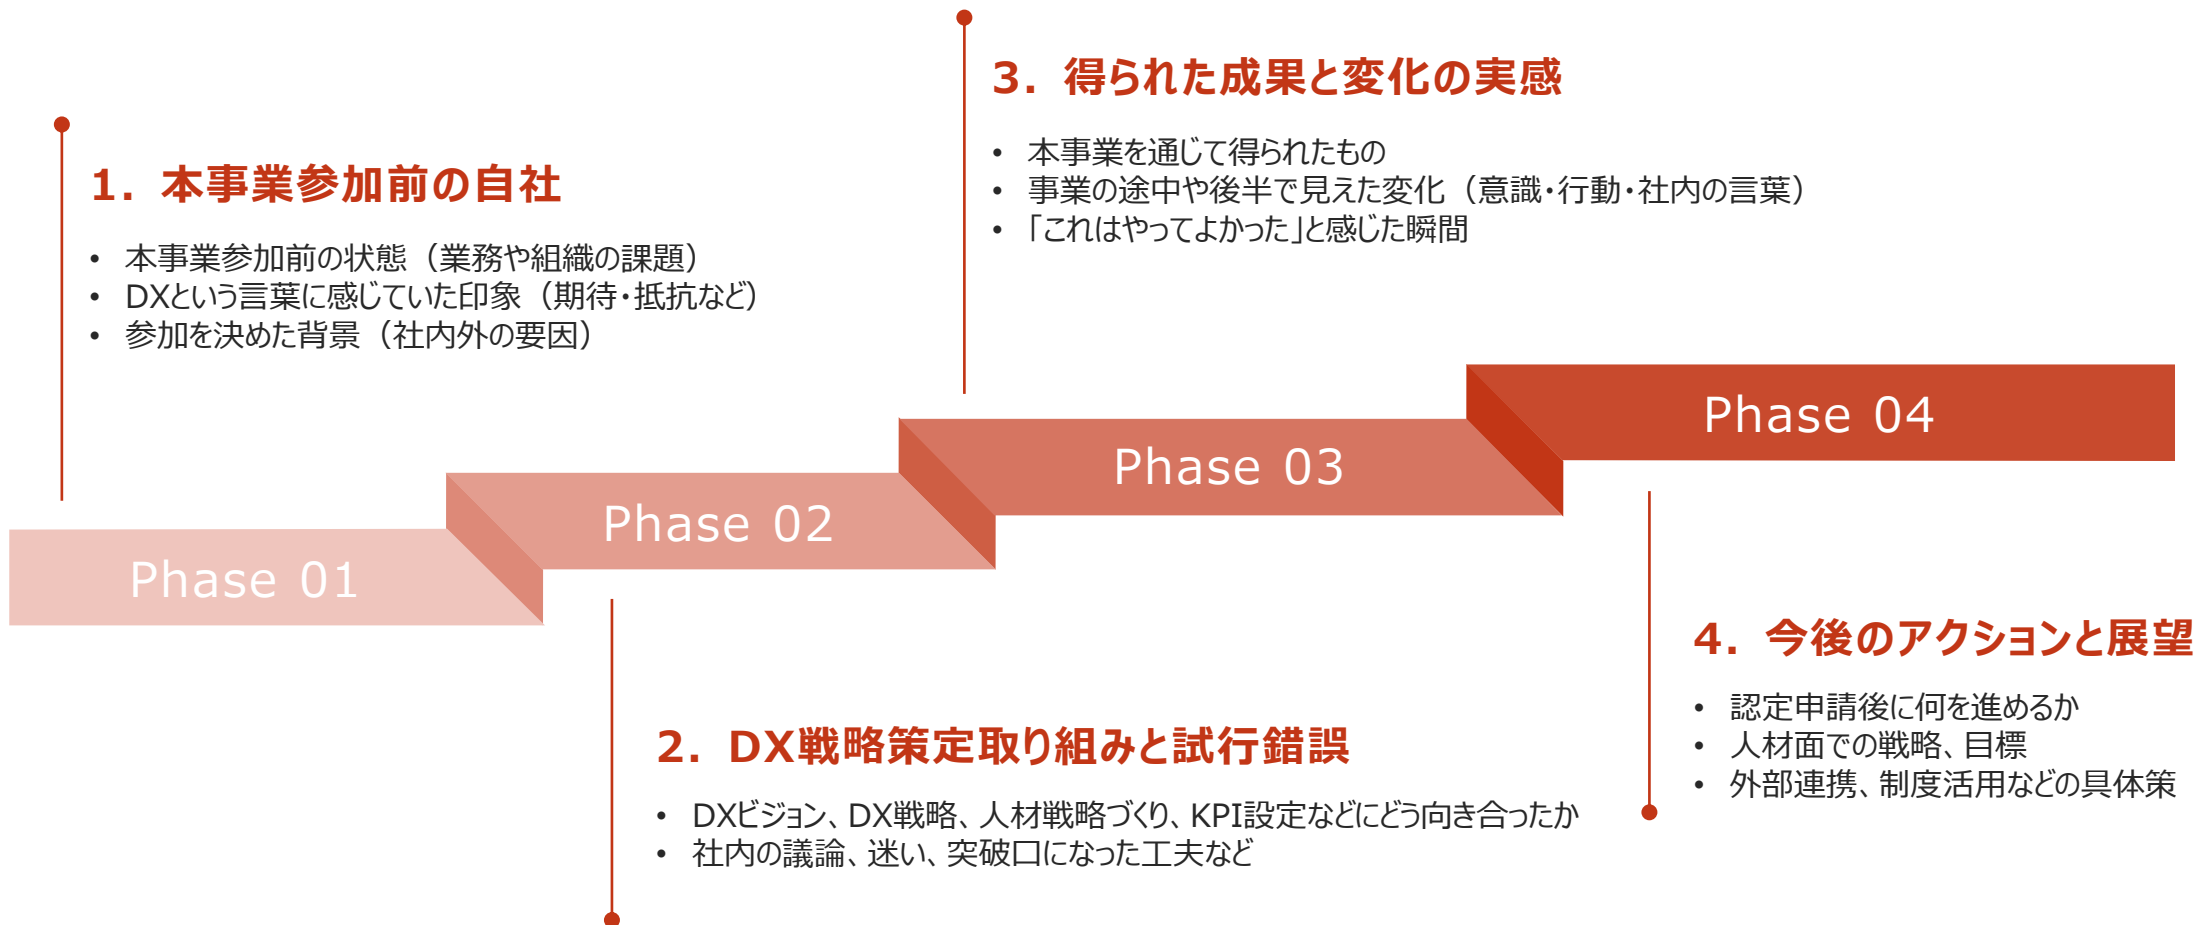 1. 本事業参加前の自社
• 本事業参加前の状態（業務や組織の課題）
• DXという言葉に感じていた印象（期待・抵抗など）
• 参加を決めた背景（社内外の要因）
Phase 01
2. DX戦略策定取り組みと試行錯誤
• DXビジョン、DX戦略、人材戦略づくり、KPI設定などにどう向き合ったか
• 社内の議論、迷い、突破口になった工夫など
Phase 02
3. 得られた成果と変化の実感
• 本事業を通じて得られたもの
• 事業の途中や後半で見えた変化（意識・行動・社内の言葉）
• 「これはやってよかった」と感じた瞬間
Phase 03
4. 今後のアクションと展望
• 認定申請後に何を進めるか
• 人材面での戦略、目標
• 外部連携、制度活用などの具体策
Phase 04